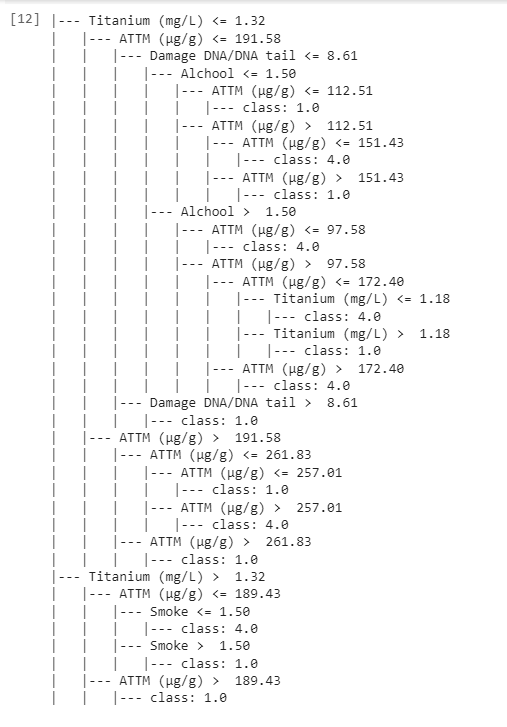 [12] |--- Titanium (mg/L) <= 1.32
|   |--- ATTM (µg/g) <= 191.58
|   |   |--- Damage DNA/DNA tail <= 8.61
|   |   |   |--- Alchool <= 1.50
|   |   |   |   |--- ATTM (µg/g) <= 112.51
|   |   |   |   |   |--- class: 1.0
|   |   |   |   |--- ATTM (µg/g) >  112.51
|   |   |   |   |   |--- ATTM (µg/g) <= 151.43
|   |   |   |   |   |   |--- class: 4.0
|   |   |   |   |   |--- ATTM (µg/g) >  151.43
|   |   |   |   |   |   |--- class: 1.0
|   |   |   |--- Alchool >  1.50
|   |   |   |   |--- ATTM (µg/g) <= 97.58
|   |   |   |   |   |--- class: 4.0
|   |   |   |   |--- ATTM (µg/g) >  97.58
|   |   |   |   |   |--- ATTM (µg/g) <= 172.40
|   |   |   |   |   |   |--- Titanium (mg/L) <= 1.18
|   |   |   |   |   |   |   |--- class: 4.0
|   |   |   |   |   |   |--- Titanium (mg/L) >  1.18
|   |   |   |   |   |   |   |--- class: 1.0
|   |   |   |   |   |--- ATTM (µg/g) >  172.40
|   |   |   |   |   |   |--- class: 4.0
|   |   |--- Damage DNA/DNA tail >  8.61
|   |   |   |--- class: 1.0
|   |--- ATTM (µg/g) >  191.58
|   |   |--- ATTM (µg/g) <= 261.83
|   |   |   |--- ATTM (µg/g) <= 257.01
|   |   |   |   |--- class: 1.0
|   |   |   |--- ATTM (µg/g) >  257.01
|   |   |   |   |--- class: 4.0
|   |   |--- ATTM (µg/g) >  261.83
|   |   |   |--- class: 1.0
|--- Titanium (mg/L) >  1.32
|   |--- ATTM (µg/g) <= 189.43
|   |   |--- Smoke <= 1.50
|   |   |   |--- class: 4.0
|   |   |--- Smoke >  1.50
|   |   |   |--- class: 1.0
|   |--- ATTM (µg/g) >  189.43
|   |   |--- class: 1.0